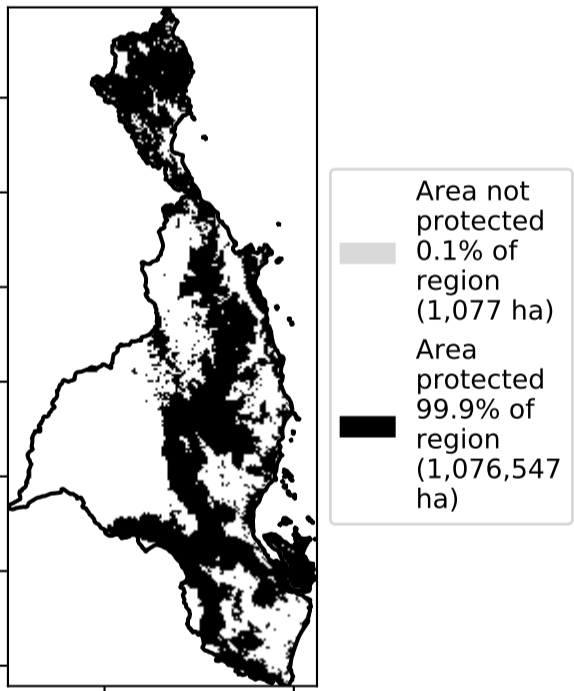 Area not
protected
0.1% of
region
(1,077 ha)
Area
protected
99.9% of
region
(1,076,547
ha)